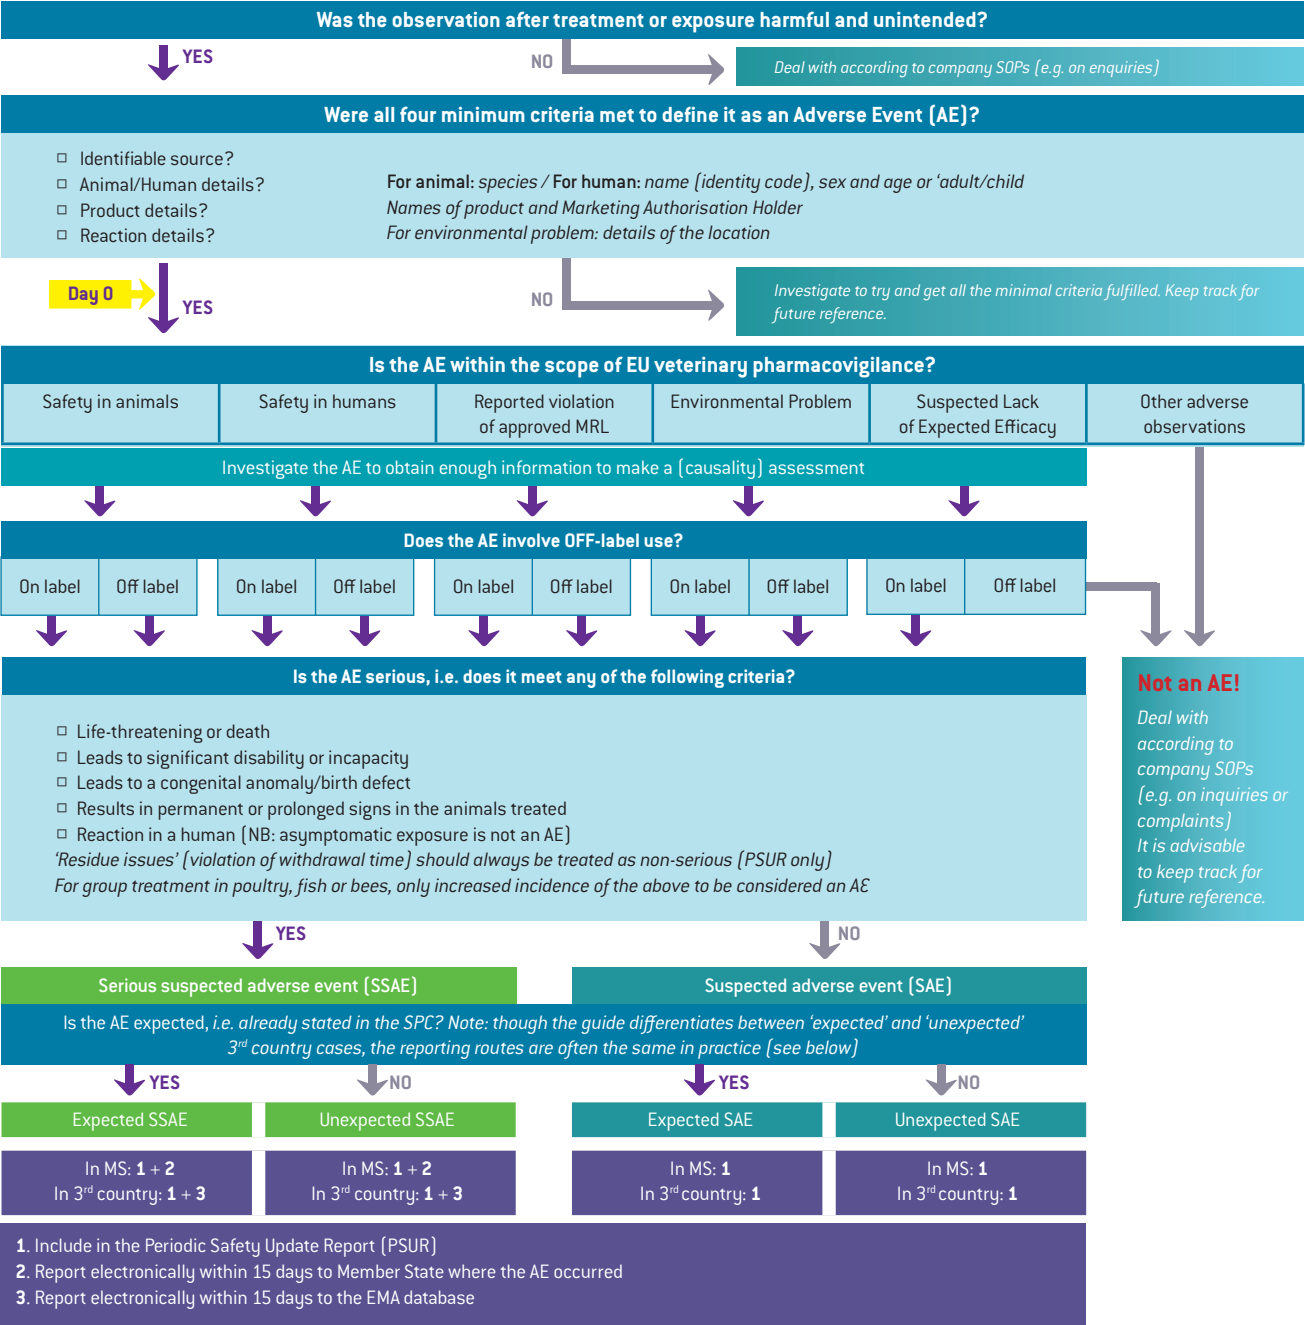 Was the observation after treatment or exposure harmful and unintended?
YES
NO
Deal with according to company SOPs (e.g. on enquiries)
Were all four minimum criteria met to define it as an Adverse Event (AE)?
Identifiable source?
Animal/Human details?
Product details?
Reaction details?
For animal: species / For human: name (identity code), sex and age or ‘adult/child
Names of product and Marketing Authorisation Holder
For environmental problem: details of the location
Day 0
YES
NO
Investigate to try and get all the minimal criteria fulfilled. Keep track for
future reference.
Is the AE within the scope of EU veterinary pharmacovigilance?
Safety in animals
Safety in humans
Reported violation
of approved MRL
Environmental Problem
Suspected Lack
of Expected Efficacy
Other adverse
observations
Investigate the AE to obtain enough information to make a (causality) assessment
Does the AE involve OFF-label use?
On label
Off label
On label
Off label
On label
Off label
On label
Off label
On label
Off label
Is the AE serious, i.e. does it meet any of the following criteria?
Life-threatening or death
Leads to significant disability or incapacity
Leads to a congenital anomaly/birth defect
Results in permanent or prolonged signs in the animals treated
Reaction in a human (NB: asymptomatic exposure is not an AE)
‘Residue issues’ (violation of withdrawal time) should always be treated as non-serious (PSUR only)
For group treatment in poultry, fish or bees, only increased incidence of the above to be considered an AE
Not an AE!
Deal with
according to
company SOPs
(e.g. on inquiries or
complaints)
It is advisable
to keep track for
future reference.
YES
NO
Serious suspected adverse event (SSAE)
Suspected adverse event (SAE)
Is the AE expected, i.e. already stated in the SPC? Note: though the guide differentiates between ‘expected’ and ‘unexpected’
3rd country cases, the reporting routes are often the same in practice (see below)
YES
NO
YES
NO
Expected SSAE
Unexpected SSAE
Expected SAE
Unexpected SAE
In MS: 1 + 2
In 3rd country: 1 + 3
In MS: 1 + 2
In 3rd country: 1 + 3
In MS: 1
In 3rd country: 1
In MS: 1
In 3rd country: 1
1. Include in the Periodic Safety Update Report (PSUR)
2. Report electronically within 15 days to Member State where the AE occurred
3. Report electronically within 15 days to the EMA database